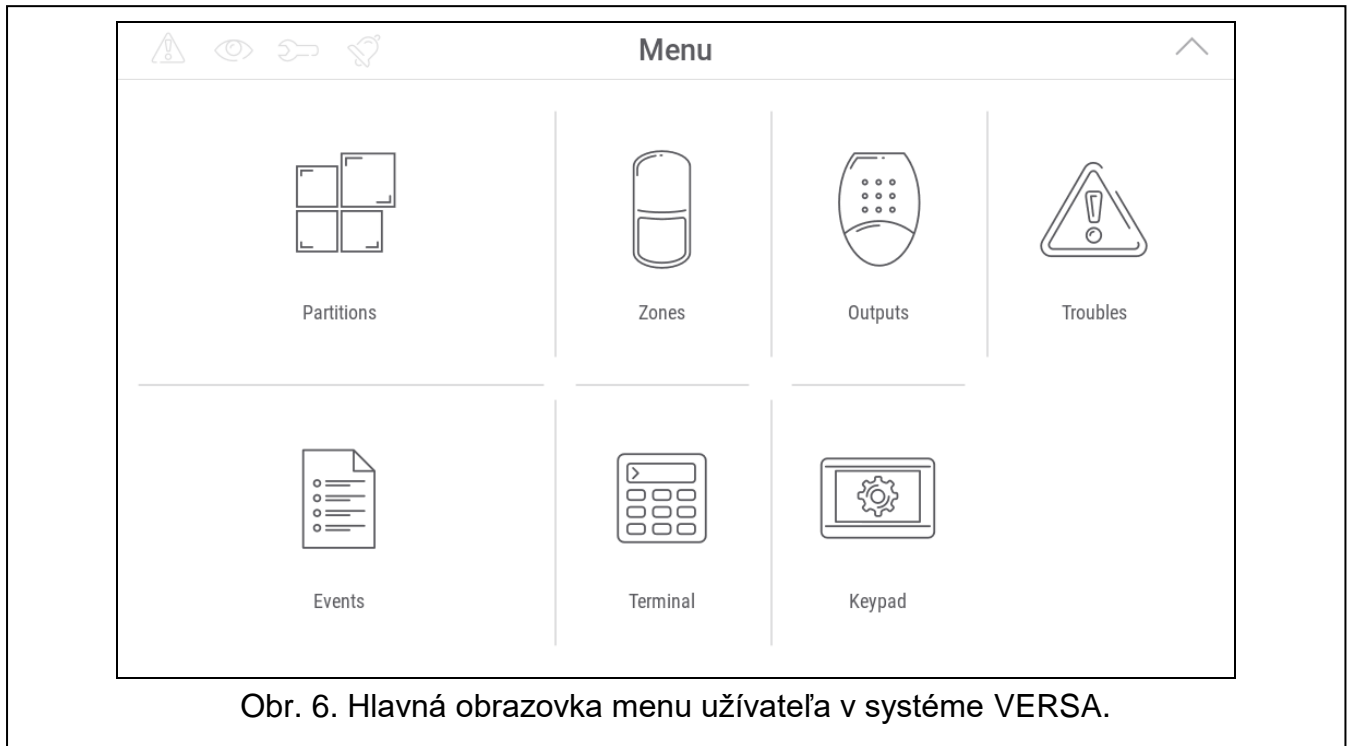 Menu
Partitions
Zones
Outputs
Troubles
Events
Terminal
Keypad
Obr. 6. Hlavná obrazovka menu užívateľa v systéme VERSA.